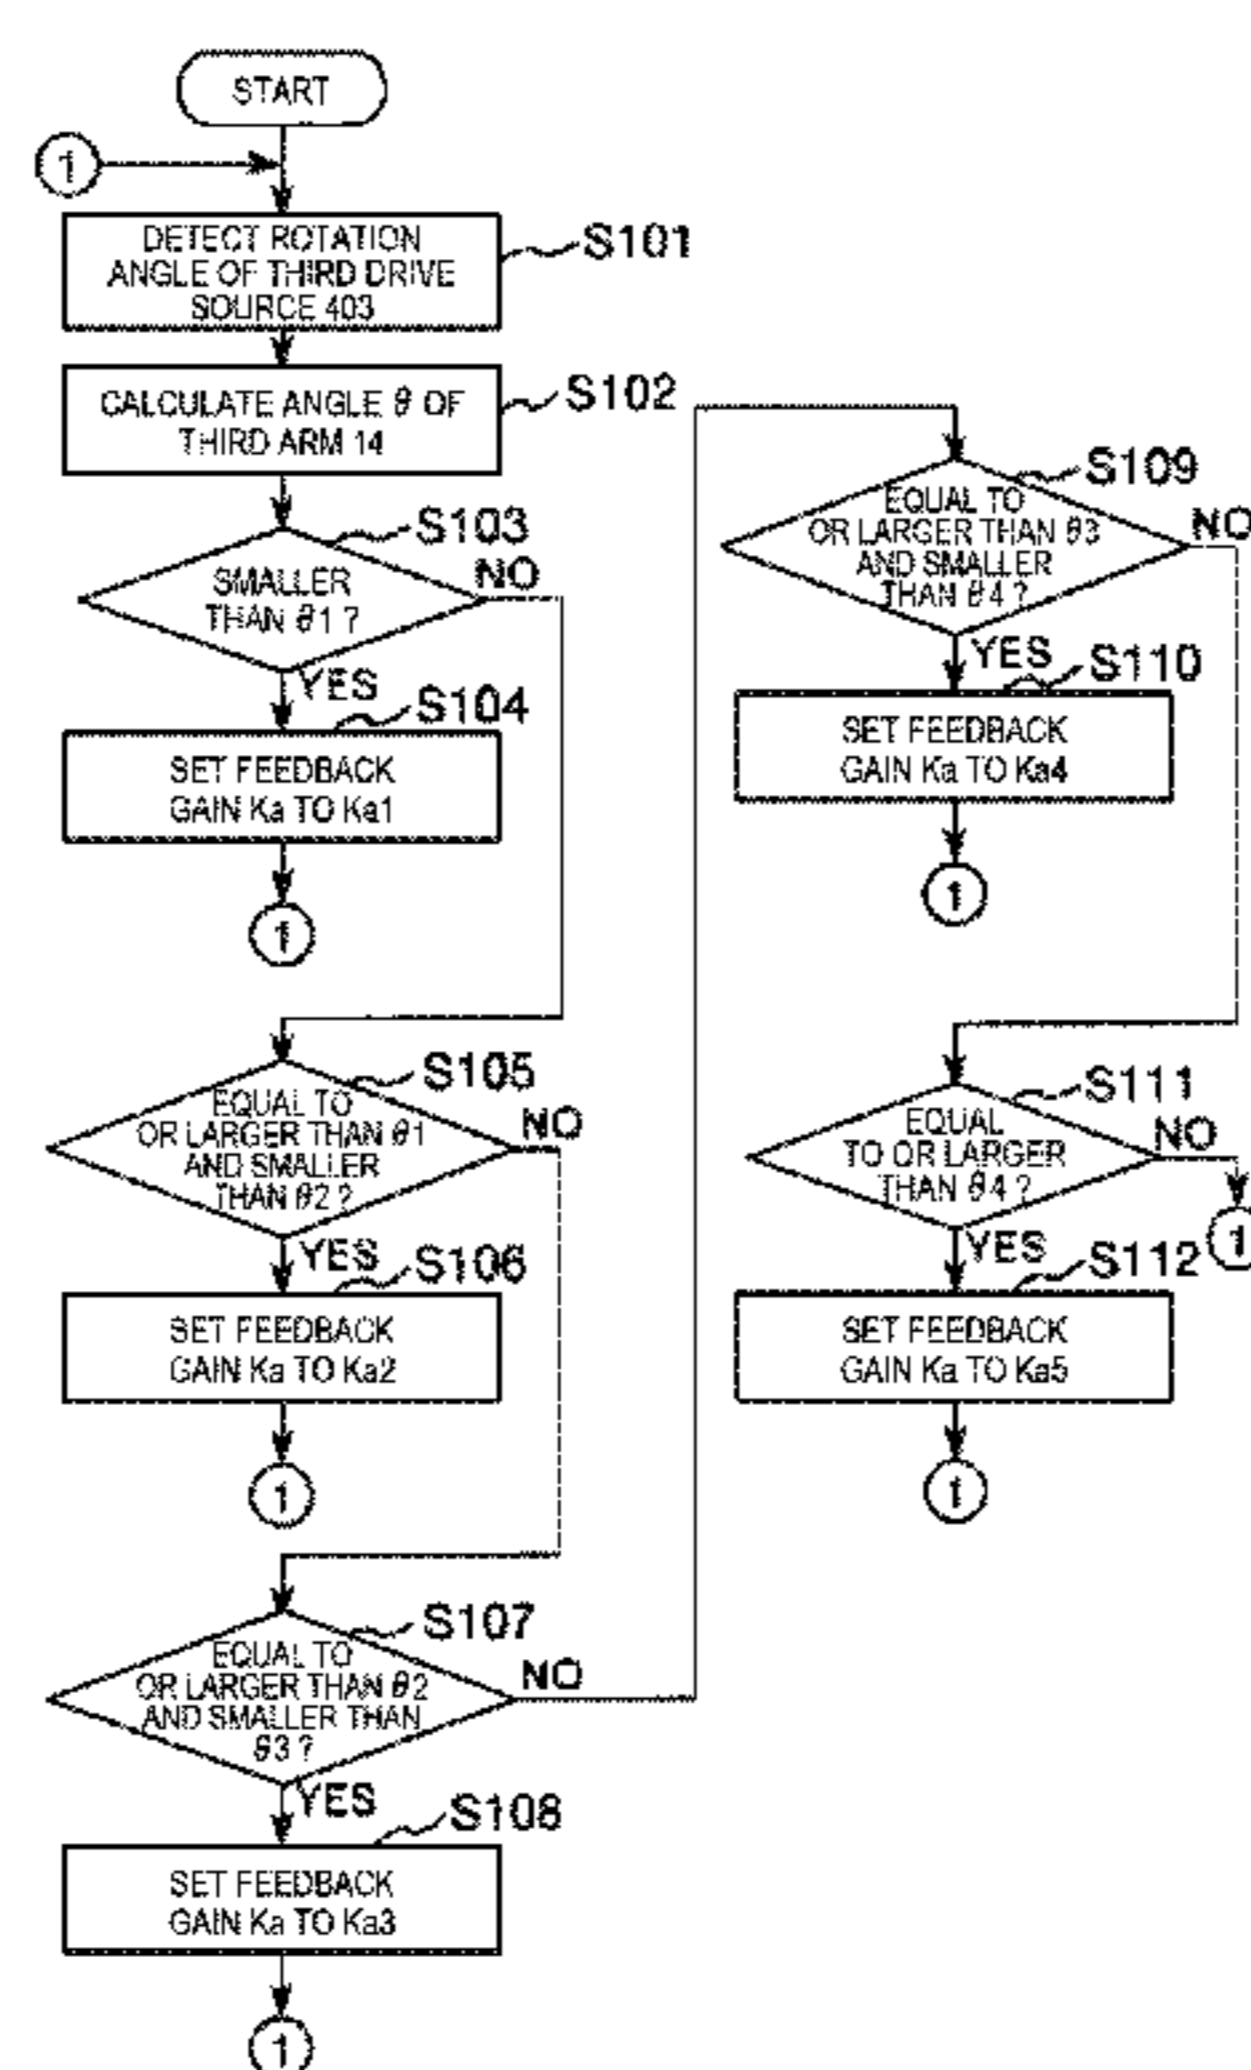 START
1
DETECT ROTATION
ANGLE OF THIRD DRIVE
SOURCE 403
S101
CALCULATE ANGLE θ OF
THIRD ARM 14
S102
S103
SMALLER
THAN θ1 ?
NO
YES
S104
SET FEEDBACK
GAIN Ka TO Ka1
1
S105
EQUAL TO
OR LARGER THAN θ1
AND SMALLER
THAN θ2 ?
NO
YES
S106
SET FEEDBACK
GAIN Ka TO Ka2
1
S107
EQUAL TO
OR LARGER THAN θ2
AND SMALLER THAN
θ3 ?
NO
YES
S108
SET FEEDBACK
GAIN Ka TO Ka3
1
S109
EQUAL TO
OR LARGER THAN θ3
AND SMALLER
THAN θ4 ?
NO
YES
S110
SET FEEDBACK
GAIN Ka TO Ka4
1
S111
EQUAL
TO OR LARGER
THAN θ4 ?
NO
1
YES
S112
SET FEEDBACK
GAIN Ka TO Ka5
1